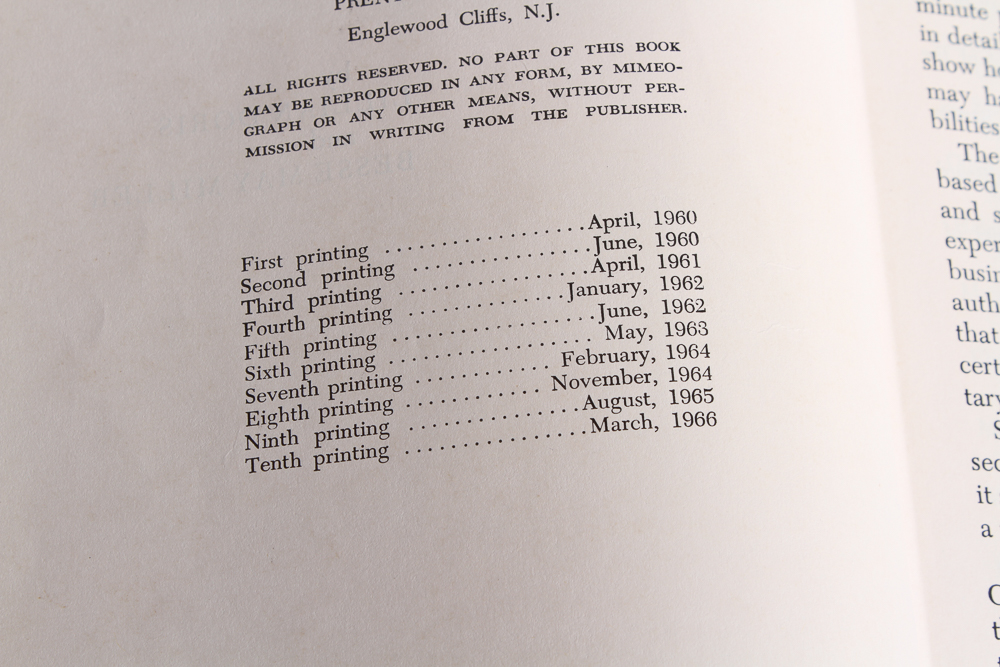 Englewood Cliffs, N.J.
ALL RIGHTS RESERVED. NO PART OF THIS BOOK
MAY BE REPRODUCED IN ANY FORM, BY MIMEO-
GRAPH OR ANY OTHER MEANS, WITHOUT PER-
MISSION IN WRITING FROM THE PUBLISHER.
First printing ....................April, 1960
Second printing ...................June, 1960
Third printing ....................April, 1961
Fourth printing .................January, 1962
Fifth printing .....................June, 1962
Sixth printing ..................... May, 1963
Seventh printing ............... February, 1964
Eighth printing ............... November, 1964
Ninth printing ...................August, 1965
Tenth printing ...................March, 1966
minute
in detai
show
may
bilities
The
based
and
exper
busin
auth
that
cert
tary
sec
it
a